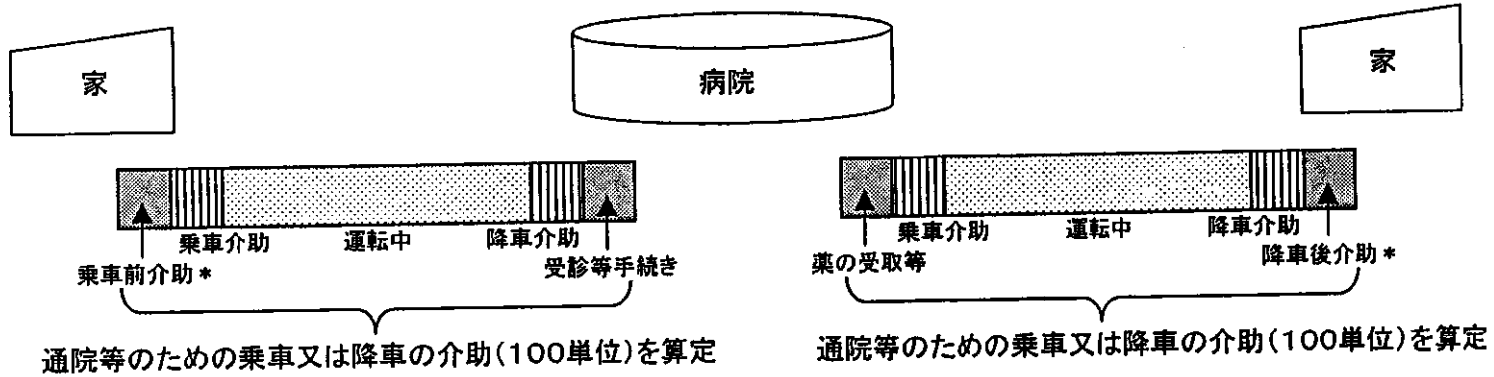 家
病院
家
乗車介助
運転中
降車介助
乗車前介助*
受診等手続き
通院等のための乗車又は降車の介助(100単位)を算定
乗車介助
運転中
降車介助
薬の受取等
降車後介助*
通院等のための乗車又は降車の介助(100単位)を算定